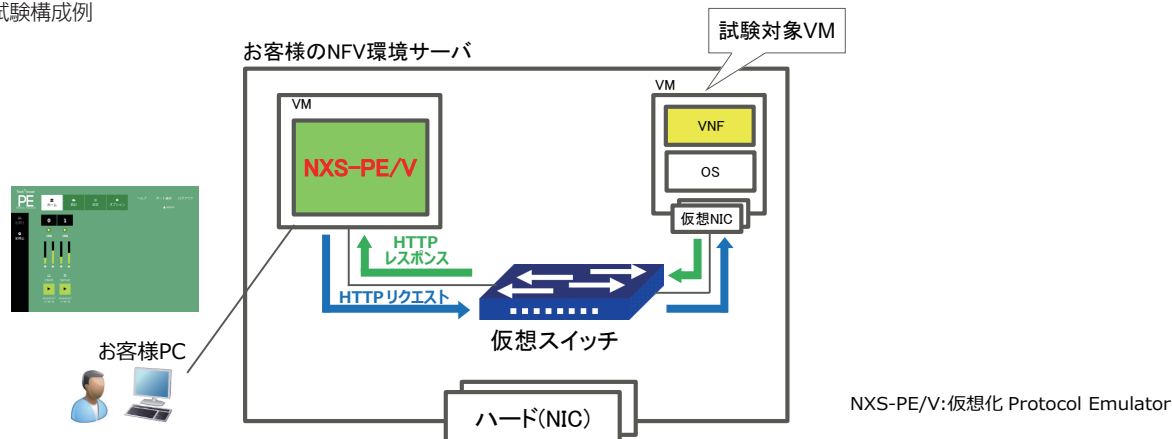 試験構成例
お客様のNFV環境サーバ
試験対象VM
VM
NXS-PE/V
VM
VNF
OS
仮想NIC
HTTP
レスポンス
HTTPリクエスト
仮想スイッチ
PE
0 1
お客様PC
ハード(NIC)
NXS-PE/V:仮想化 Protocol Emulator